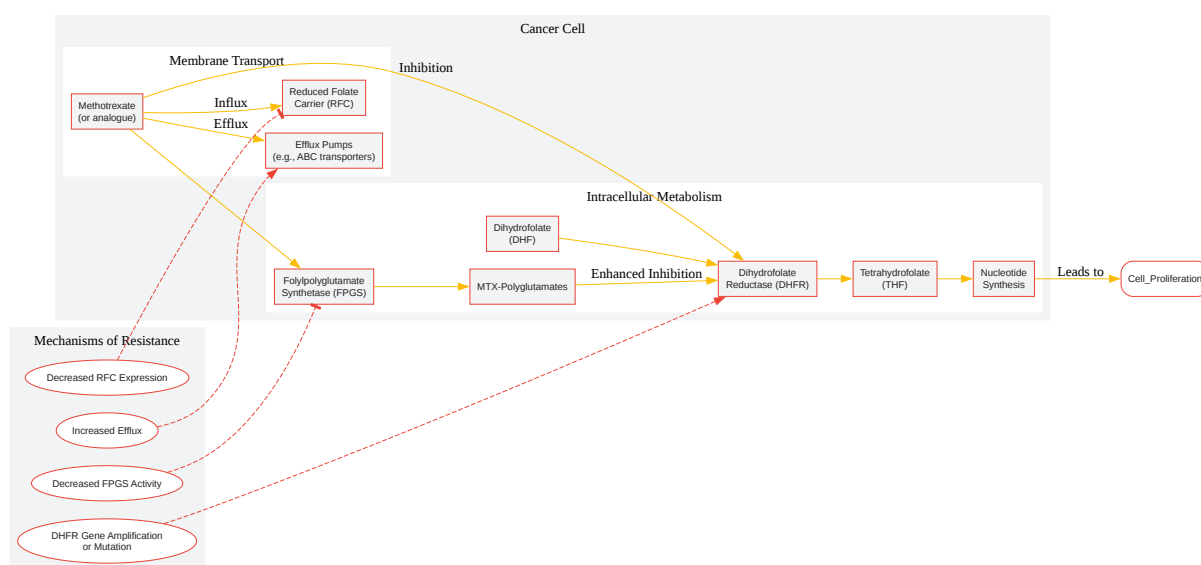 Cancer Cell
Membrane Transport
Inhibition
Methotrexate
(or analogue)
Influx
Efflux
Reduced Folate
Carrier (RFC)
Efflux Pumps
(e.g., ABC transporters)
Intracellular Metabolism
Dihydrofolate
(DHF)
Folylpolyglutamate
Synthetase (FPGS)
MTX-Polyglutamates
Enhanced Inhibition
Dihydrofolate
Reductase (DHFR)
Tetrahydrofolate
(THF)
Nucleotide
Synthesis
Leads to
Cell_Proliferation
Mechanisms of Resistance
Decreased RFC Expression
Increased Efflux
Decreased FPGS Activity
DHFR Gene Amplification
or Mutation